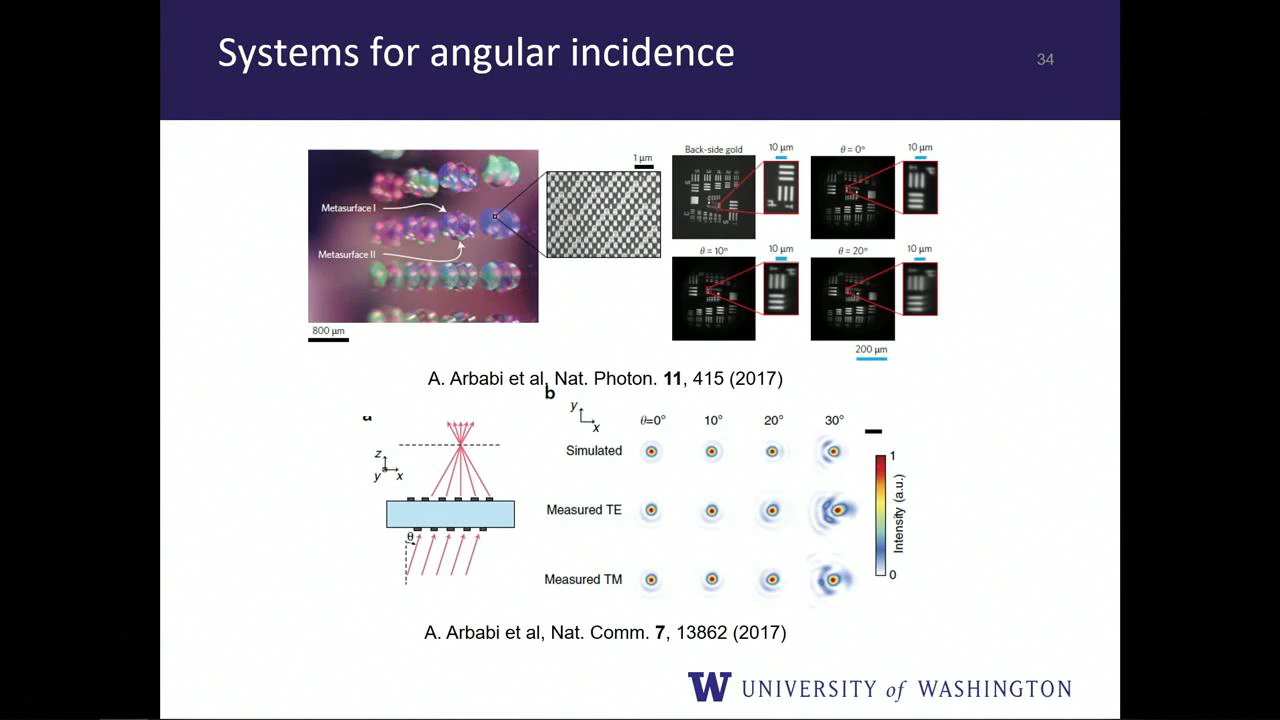 Systems for angular incidence
34
Metasurface I
Metasurface II
800 µm
1 µm
Back-side gold
10 µm
θ = 0°
10 µm
θ = 10°
10 µm
θ = 20°
10 µm
200 µm
A. Arbabi et al, Nat. Photon. 11, 415 (2017)
a
z
y x
θ
b
y
x
θ=0° 10° 20° 30°
Simulated
Measured TE
Measured TM
1
Intensity (a.u.)
0
A. Arbabi et al, Nat. Comm. 7, 13862 (2017)
W UNIVERSITY of WASHINGTON